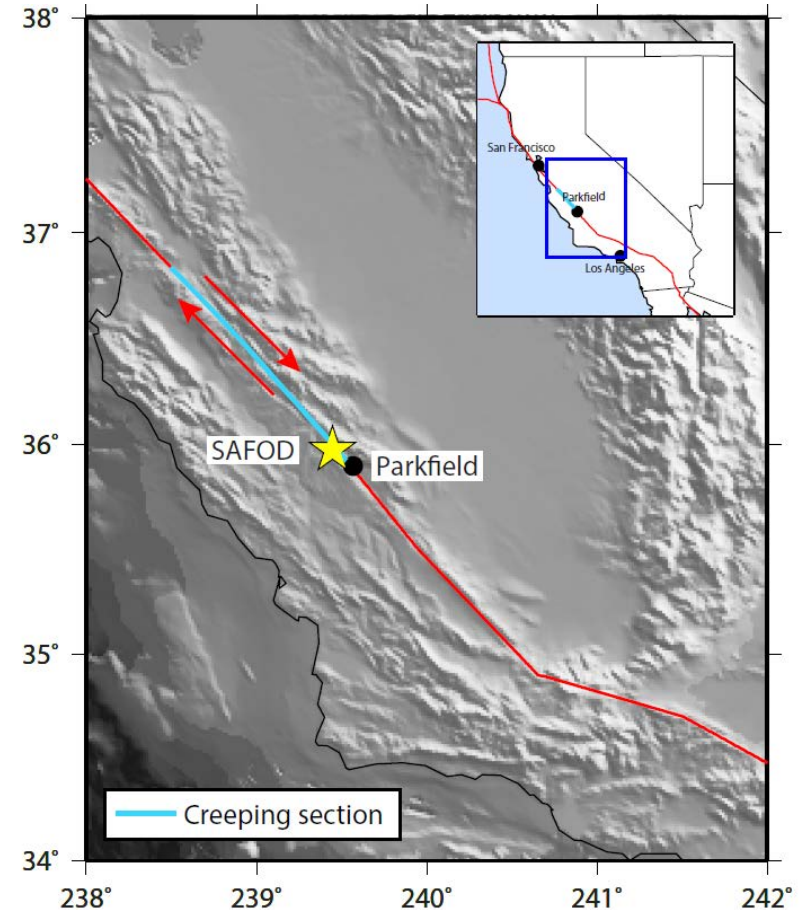 38°
San Francisco
Parkfield
Los Angeles
37°
36°
SAFOD
Parkfield
35°
Creeping section
34°
238°
239°
240°
241°
242°